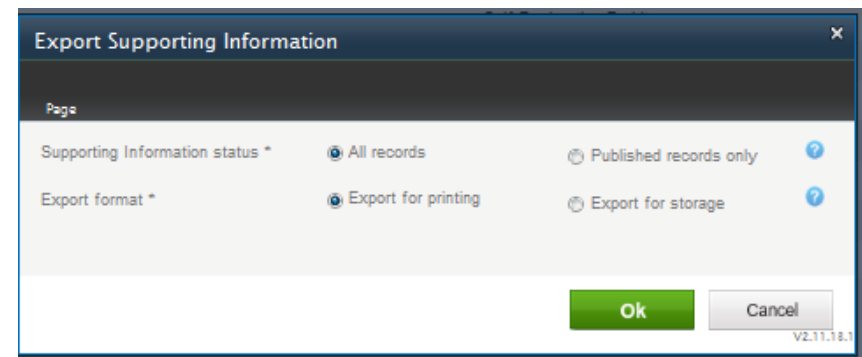 Export Supporting Information ×
Page
Supporting Information status * All records Published records only ?
Export format * Export for printing Export for storage ?
Ok Cancel
V2.11.18.1